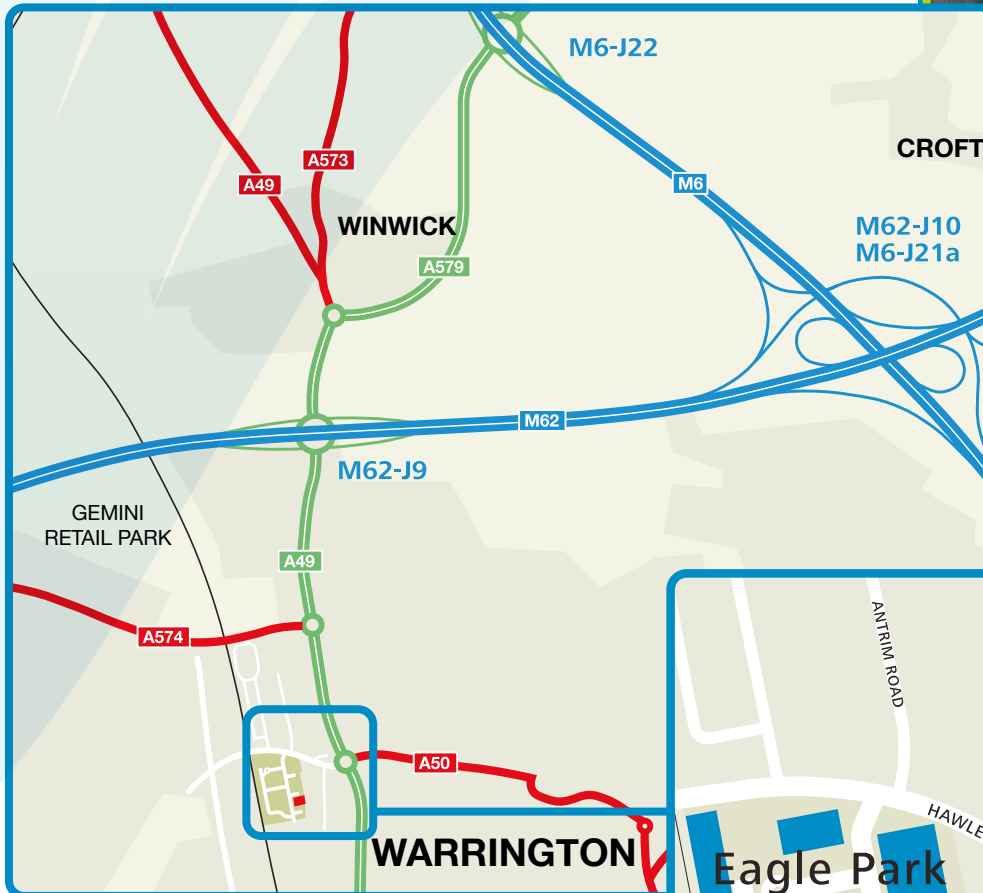 M6-J22
CROFT
A573
A49
M6
WINWICK
M62-J10
M6-J21a
A579
M62
M62-J9
GEMINI
RETAIL PARK
A49
A574
ANTRIM ROAD
A50
HAWLE
WARRINGTON
Eagle Park